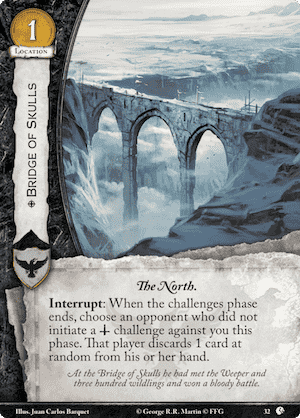 1
LOCATION
BRIDGE OF SKULLS
The North.
Interrupt: When the challenges phase
ends, choose an opponent who did not
initiate a challenge against you this
phase. That player discards 1 card at
random from his or her hand.
At the Bridge of Skulls he had met the Weeper and
three hundred wildlings and won a bloody battle.
Illus. Juan Carlos Barquet
© George R.R. Martin © FFG
32